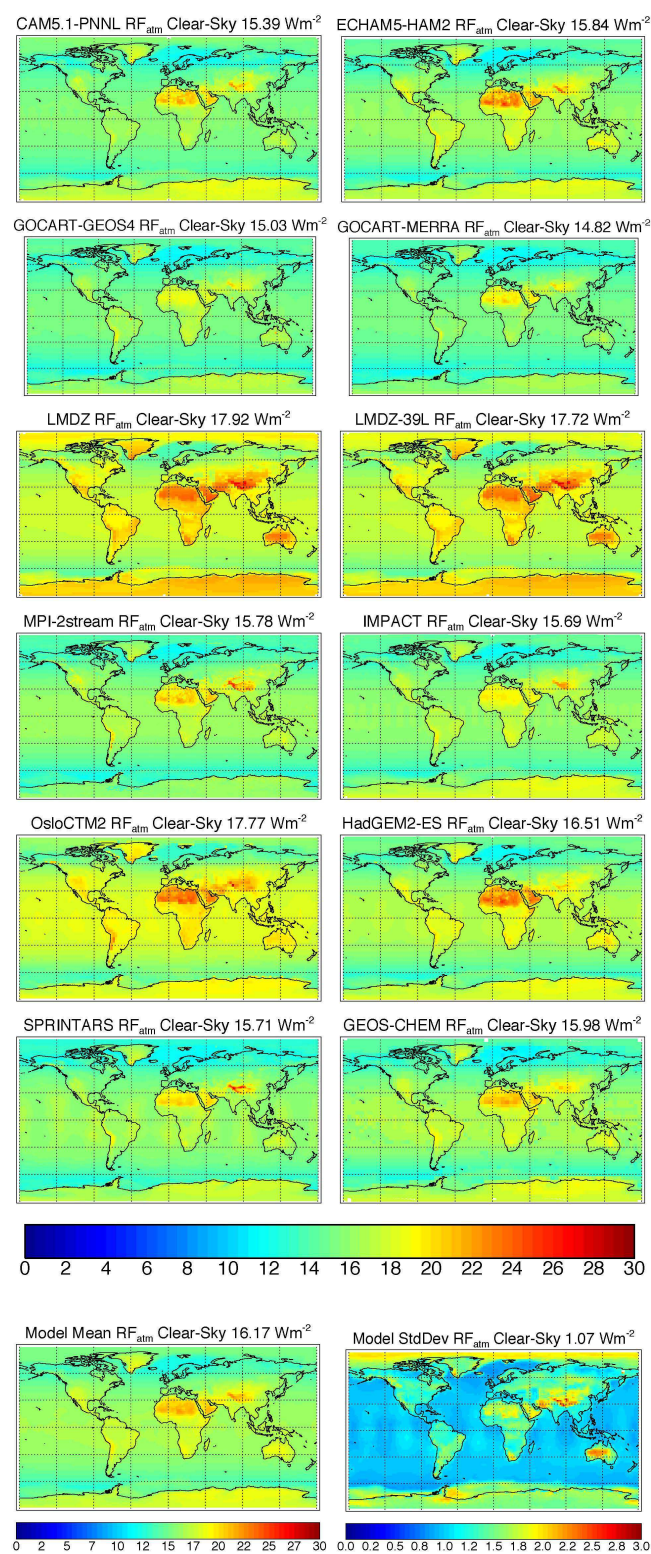 CAM5.1-PNNL RFatm Clear-Sky 15.39 Wm-2
ECHAM5-HAM2 RFatm Clear-Sky 15.84 Wm-2
GOCART-GEOS4 RFatm Clear-Sky 15.03 Wm-2
GOCART-MERRA RFatm Clear-Sky 14.82 Wm-2
LMDZ RFatm Clear-Sky 17.92 Wm-2
LMDZ-39L RFatm Clear-Sky 17.72 Wm-2
MPI-2stream RFatm Clear-Sky 15.78 Wm-2
IMPACT RFatm Clear-Sky 15.69 Wm-2
OsloCTM2 RFatm Clear-Sky 17.77 Wm-2
HadGEM2-ES RFatm Clear-Sky 16.51 Wm-2
SPRINTARS RFatm Clear-Sky 15.71 Wm-2
GEOS-CHEM RFatm Clear-Sky 15.98 Wm-2
0 2 4 6 8 10 12 14 16 18 20 22 24 26 28 30
Model Mean RFatm Clear-Sky 16.17 Wm-2
Model StdDev RFatm Clear-Sky 1.07 Wm-2
0 2 5 7 10 12 15 17 20 22 25 27 30
0.0 0.2 0.5 0.8 1.0 1.2 1.5 1.8 2.0 2.2 2.5 2.8 3.0